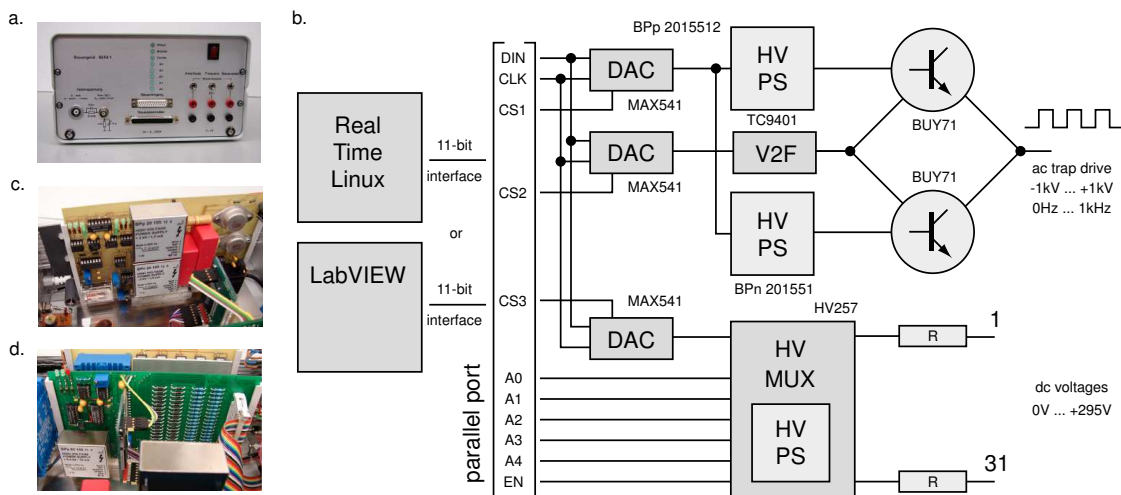 a.
b.
BPp 2015512
DIN
CLK
CS1
DAC
MAX541
HV
PS
BUY71
TC9401
Real
Time
Linux
11-bit
interface
CS2
DAC
MAX541
V2F
BUY71
ac trap drive
-1kV ... +1kV
0Hz ... 1kHz
or
HV
PS
BPn 201551
c.
LabVIEW
11-bit
interface
CS3
MAX541
DAC
HV257
HV
MUX
HV
PS
R
1
d.
parallel port
A0
A1
A2
A3
A4
EN
dc voltages
0V ... +295V
R
31